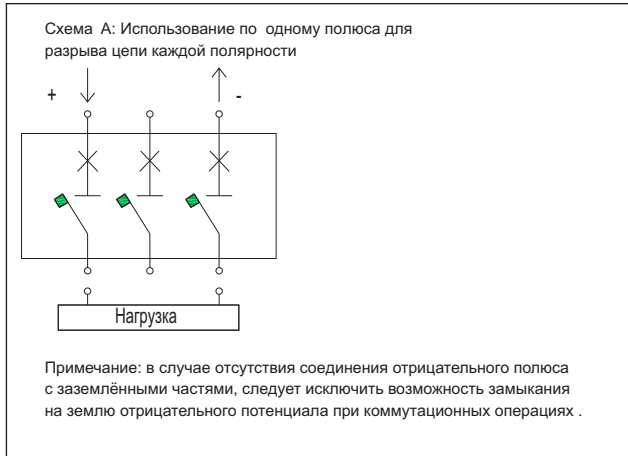 Схема А: Использование по одному полюса для
разрыва цепи каждой полярности
+ -
Нагрузка
Примечание: в случае отсутствия соединения отрицательного полюса
с заземлёнными частями, следует исключить возможность замыкания
на землю отрицательного потенциала при коммутационных операциях .